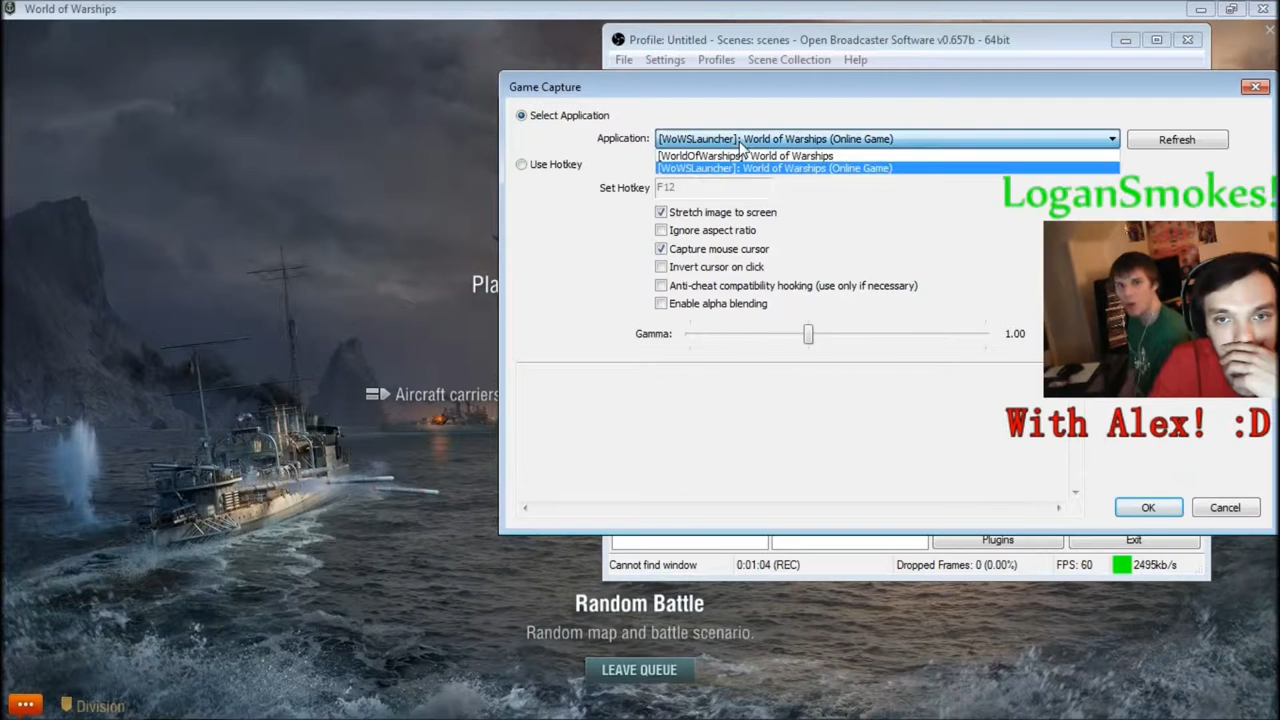 World of Warships
Profile: Untitled - Scenes: scenes - Open Broadcaster Software v0.657b - 64bit
File Settings Profiles Scene Collection Help
Game Capture
Select Application
Application: [WoWSLauncher]: World of Warships (Online Game) Refresh
[WorldOfWarships]: World of Warships
Use Hotkey [WoWSLauncher]: World of Warships (Online Game)
Set Hotkey F12
LoganSmokes!
Stretch image to screen
Ignore aspect ratio
Capture mouse cursor
Invert cursor on click
Pla
Anti-cheat compatibility hooking (use only if necessary)
Enable alpha blending
Gamma: 1.00
Aircraft carriers
With Alex! :D
OK Cancel
Plugins Exit
Cannot find window 0:01:04 (REC) Dropped Frames: 0 (0.00%) FPS: 60 2495kb/s
Random Battle
Random map and battle scenario.
LEAVE QUEUE
Division